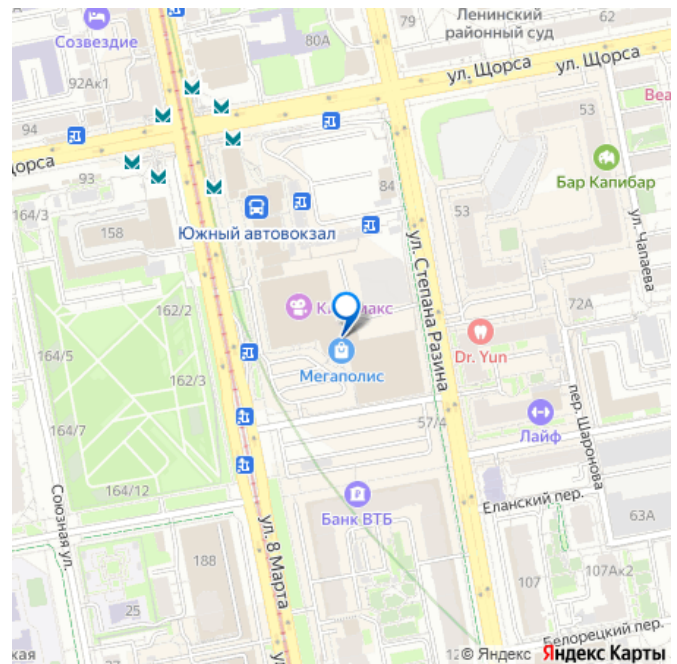 Созвездие
79
Ленинский
районный суд
62
80А
92Ак1
ул. Щорса
ул. Щорса
53
94
Щорса
93
84
Бар Капибар
164/3
53
158
Южный автовокзал
ул. Степана Разина
ул. Чапаева
162/2
72А
164/5
Dr. Yun
Мегаполис
162/3
57/4
164/7
Лайф
пер. Шаронова
164/12
Еланский пер.
Союзная ул.
Банк ВТБ
63А
ул. 8 Марта
188
107
107Ак2
25
Белорецкий пер.
© Яндекс Яндекс Карты